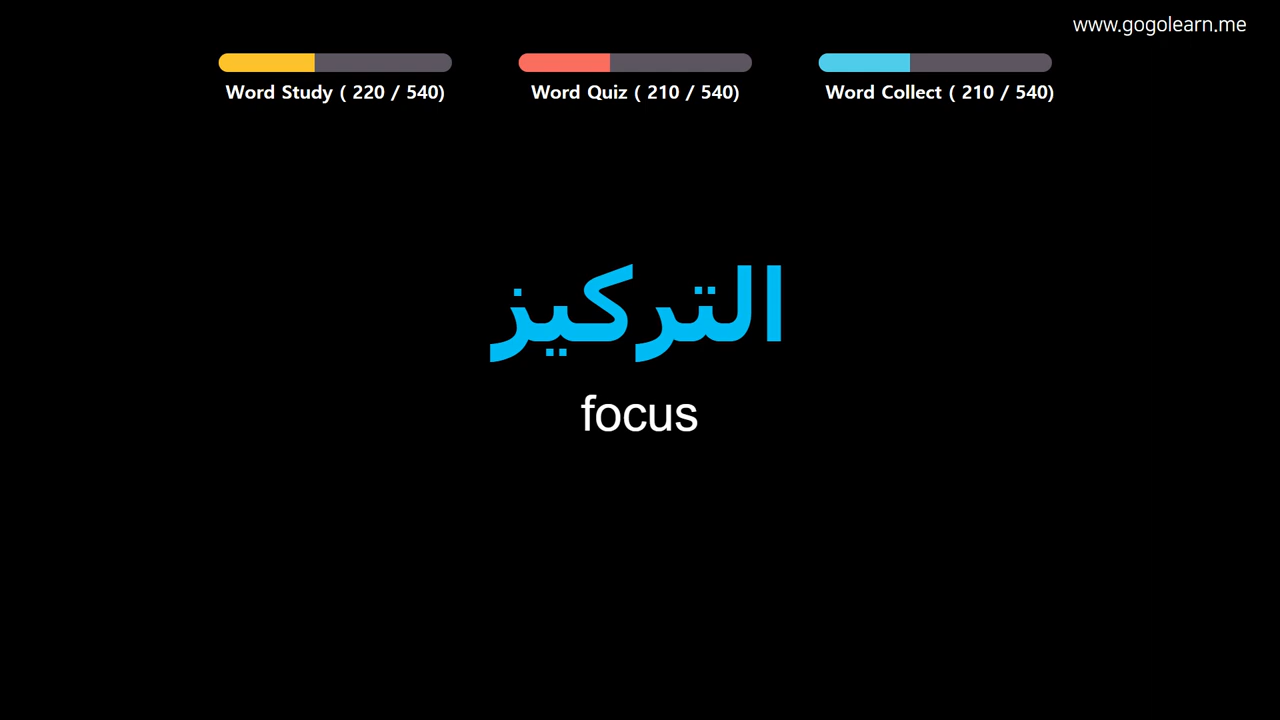 www.gogolearn.me
Word Study ( 220 / 540)
Word Quiz ( 210 / 540)
Word Collect ( 210 / 540)
التركيز
focus